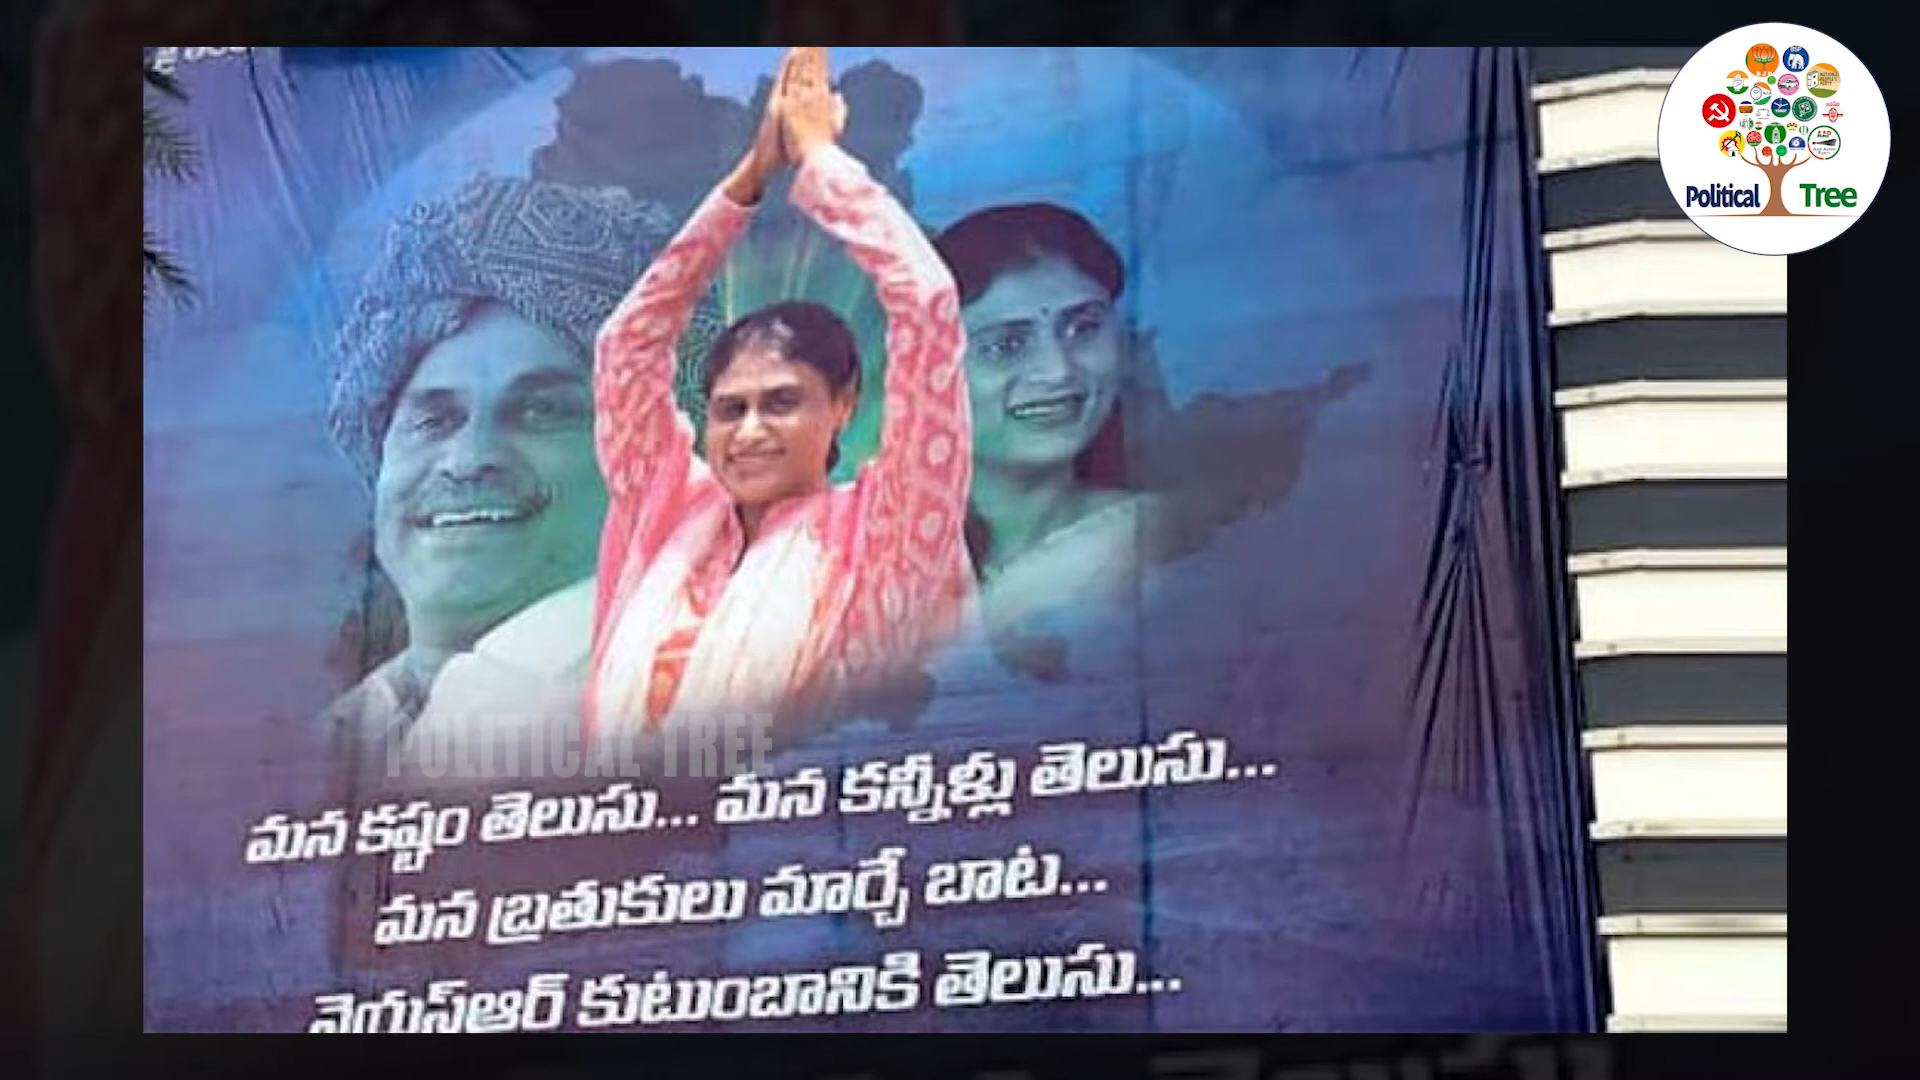 Political Tree
POLITICAL TREE
మన కష్టం తెలుసు... మన కన్నీళ్లు తెలుసు...
మన బ్రతుకులు మార్చే బాట...
వైయస్ఆర్ కుటుంబానికి తెలుసు...